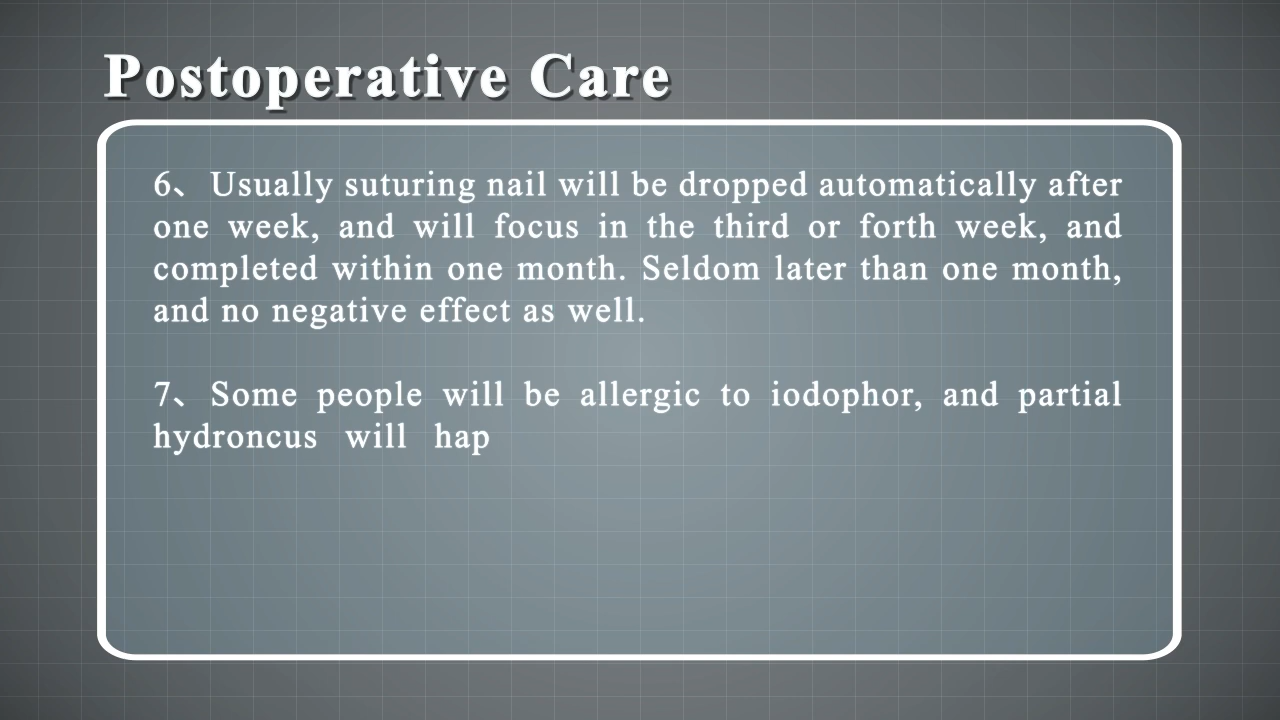 Postoperative Care
6、Usually suturing nail will be dropped automatically after
one week, and will focus in the third or forth week, and
completed within one month. Seldom later than one month,
and no negative effect as well.
7、Some people will be allergic to iodophor, and partial
hydroncus will hap